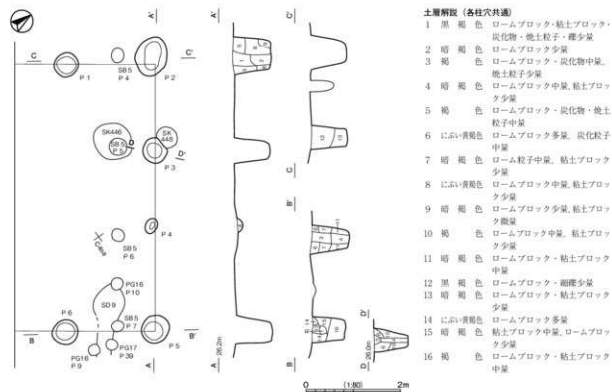 土層解説（各柱穴共通）
1 黒褐色 ロームブロック・粘土ブロック・
炭化物・焼土粒子・礫少量
2 暗褐色 ロームブロック少量
3 褐色 ロームブロック・炭化物中量,
焼土粒子少量
4 暗褐色 ロームブロック中量, 粘土ブロッ
ク少量
5 褐色 ロームブロック・炭化物・焼土
粒子中量
6 にぶい黄褐色 ロームブロック多量, 炭化粒子
中量
7 暗褐色 ローム粒子中量, 粘土ブロック
少量
8 にぶい黄褐色 ロームブロック中量, 粘土ブロッ
ク少量
9 暗褐色 ロームブロック少量, 粘土ブロッ
ク微量
10 褐色 ロームブロック中量, 粘土ブロッ
ク少量
11 暗褐色 ロームブロック・粘土ブロック
中量
12 黒褐色 ロームブロック・細礫少量
13 暗褐色 ロームブロック・粘土ブロック
少量
14 にぶい黄褐色 ロームブロック多量
15 暗褐色 粘土ブロック中量, ロームブロッ
ク少量
16 褐色 ロームブロック・粘土ブロック
中量
A'
C C'
P 1
SB 5
P 4
P 2
SK446
SB 5
P 5
D
SK
448
D'
P 3
P 4
SB 5
P 6
PG16
P 10
SD 9
P 6
SB 5
P 7
P 5
B B'
PG16
P 9
PG17
P 39
A
A'
A 26.2m
C'
C
B'
B
D'
D 26.0m
0 (1:80) 2m